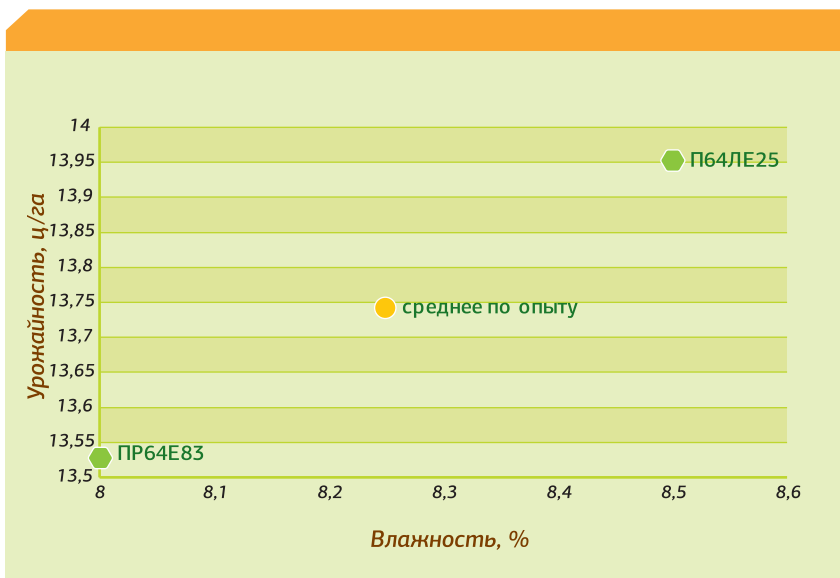 14
13,95
П64ЛЕ25
13,9
13,85
13,8
13,75
среднее по опыту
13,7
13,65
13,6
13,55
ПР64Е83
13,5
Урожайность, ц/га
8 8,1 8,2 8,3 8,4 8,5 8,6
Влажность, %